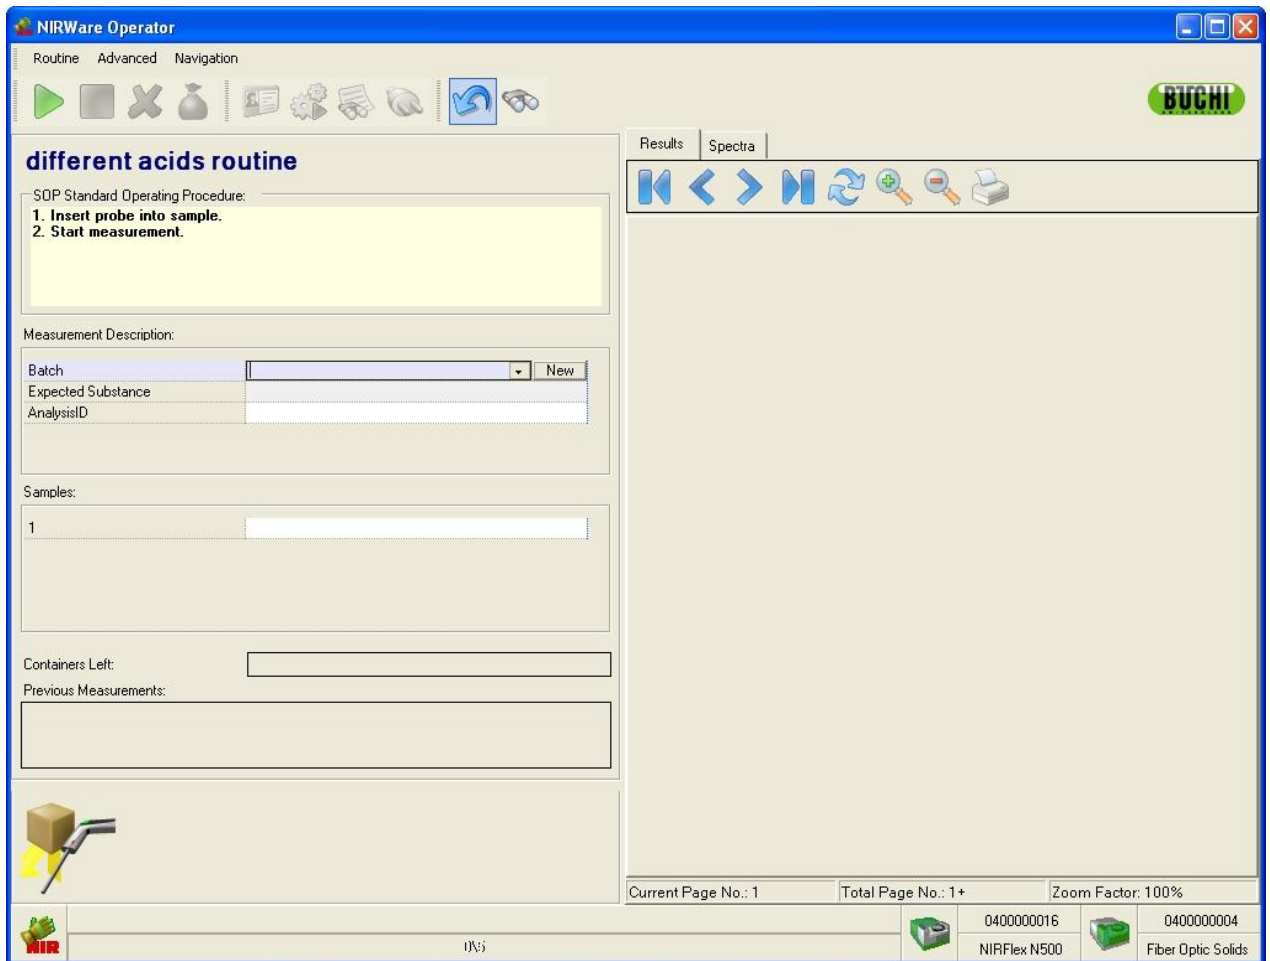 NIRWare Operator
Routine Advanced Navigation
BUCHI
different acids routine
SOP Standard Operating Procedure:
1. Insert probe into sample.
2. Start measurement.
Measurement Description:
Batch New
Expected Substance
AnalysisID
Samples:
1
Containers Left:
Previous Measurements:
Results Spectra
Current Page No.: 1 Total Page No.: 1+ Zoom Factor: 100%
NIR
0400000016 0400000004
NIRFlex N500 Fiber Optic Solids